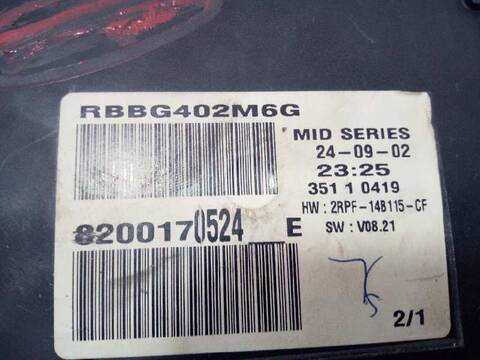 RBBG402M6G
MID SERIES
24-09-02
23:25
351 1 0419
HW : 2RPF-14B115-CF
SW : V08.21
8200170524__E
2/1